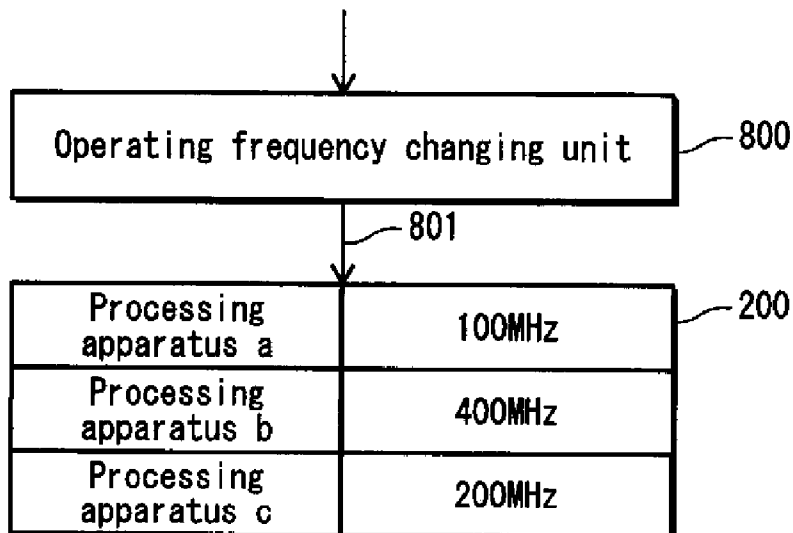 Operating frequency changing unit
800
801
200
Processing
apparatus a
100MHz
Processing
apparatus b
400MHz
Processing
apparatus c
200MHz